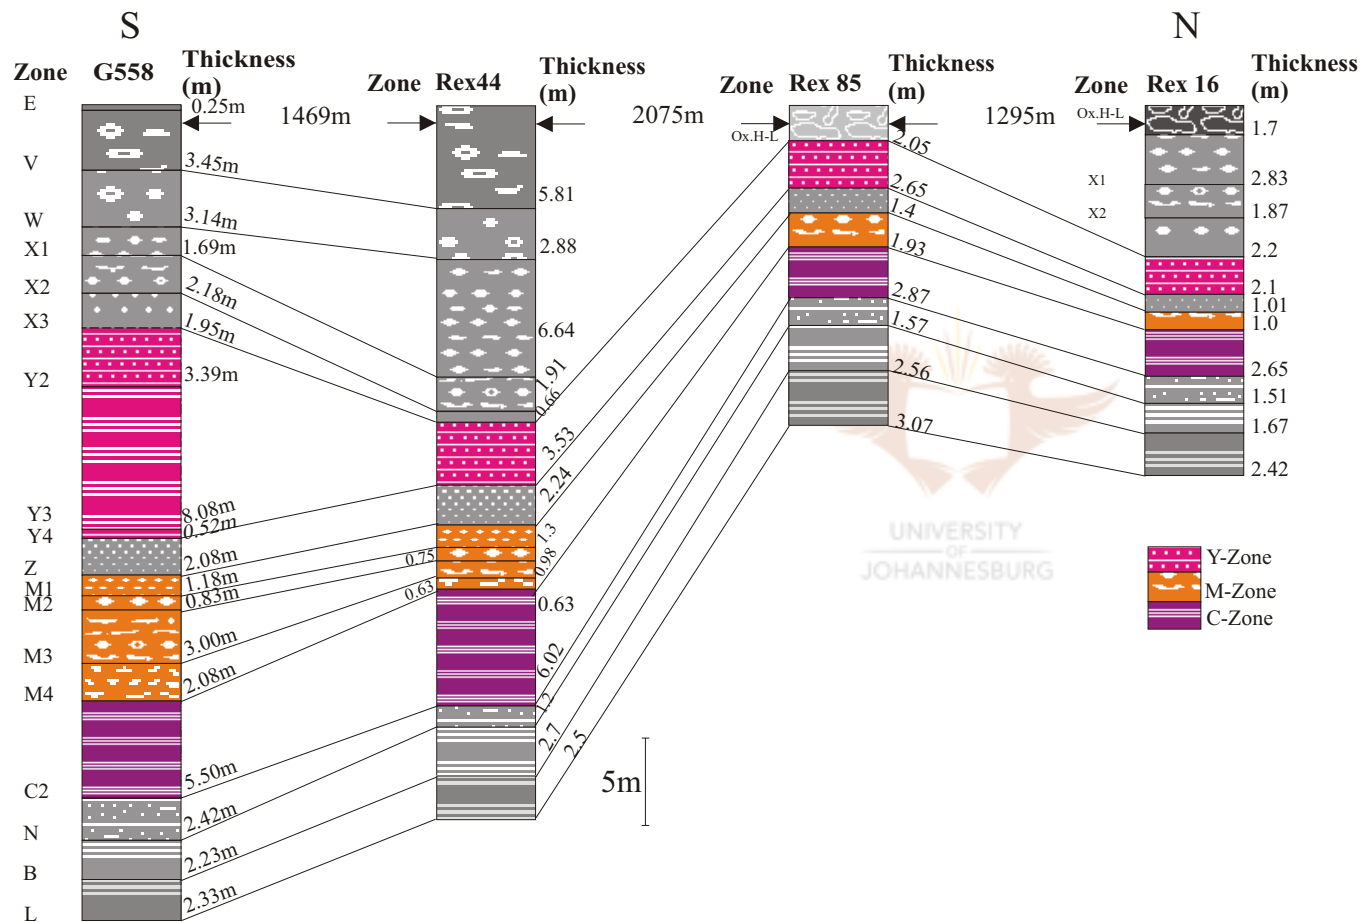 S
N
Zone G558 Thickness (m)
Zone Rex44 Thickness (m)
Zone Rex 85 Thickness (m)
Zone Rex 16 Thickness (m)
1469m
2075m
1295m
E
V
W
X1
X2
X3
Y2
Y3
Y4
Z
M1
M2
M3
M4
C2
N
B
L
0.25m
3.45m
3.14m
1.69m
2.18m
1.95m
3.39m
8.08m
0.52m
2.08m
1.18m
0.83m
3.00m
2.08m
5.50m
2.42m
2.23m
2.33m
5.81
2.88
6.64
1.91
0.66
3.53
2.24
1.3
0.75
0.98
0.63
0.63
6.02
1.2
2.7
2.5
Ox.H-L
2.05
2.65
1.4
1.93
2.87
1.57
2.56
3.07
Ox.H-L
X1
X2
1.7
2.83
1.87
2.2
2.1
1.01
1.0
2.65
1.51
1.67
2.42
5m
UNIVERSITY
OF
JOHANNESBURG
Y-Zone
M-Zone
C-Zone